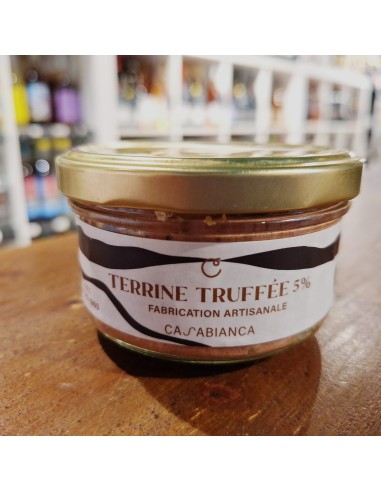 TERRINE TRUFFÉE 5%
FABRICATION ARTISANALE
CASABIANCA